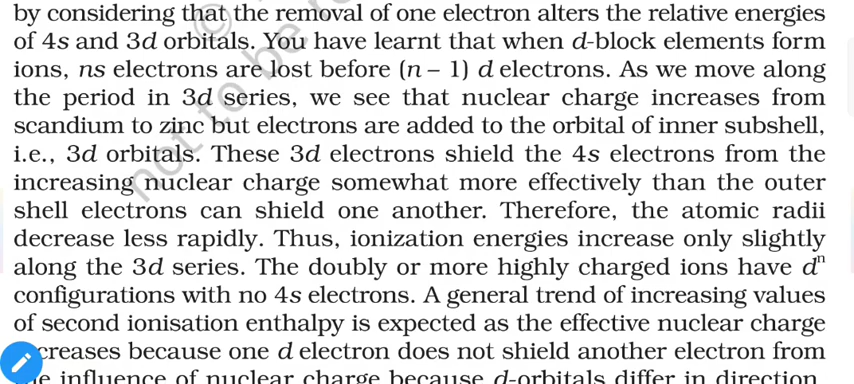 by considering that the removal of one electron alters the relative energies
of 4s and 3d orbitals. You have learnt that when d-block elements form
ions, ns electrons are lost before (n – 1) d electrons. As we move along
the period in 3d series, we see that nuclear charge increases from
scandium to zinc but electrons are added to the orbital of inner subshell,
i.e., 3d orbitals. These 3d electrons shield the 4s electrons from the
increasing nuclear charge somewhat more effectively than the outer
shell electrons can shield one another. Therefore, the atomic radii
decrease less rapidly. Thus, ionization energies increase only slightly
along the 3d series. The doubly or more highly charged ions have dⁿ
configurations with no 4s electrons. A general trend of increasing values
of second ionisation enthalpy is expected as the effective nuclear charge
creases because one d electron does not shield another electron from
influence of nuclear charge because d-orbitals differ in direction.
© not to be re